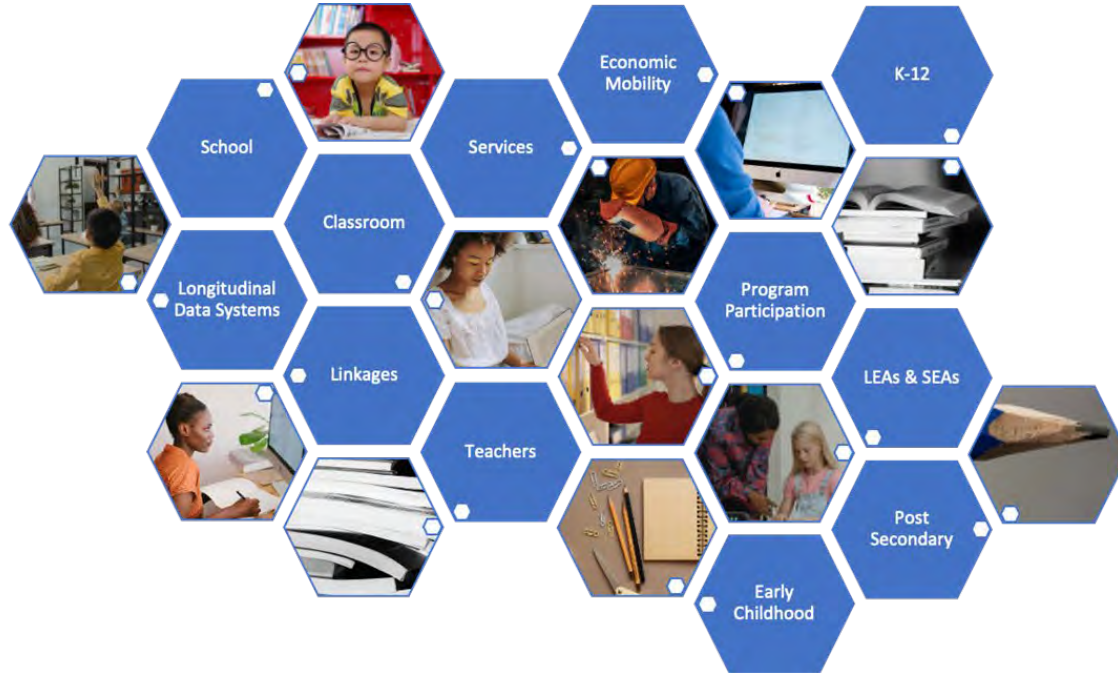 Economic
Mobility
K-12
School
Services
Classroom
Longitudinal
Data Systems
Program
Participation
Linkages
LEAs & SEAs
Teachers
Post
Secondary
Early
Childhood